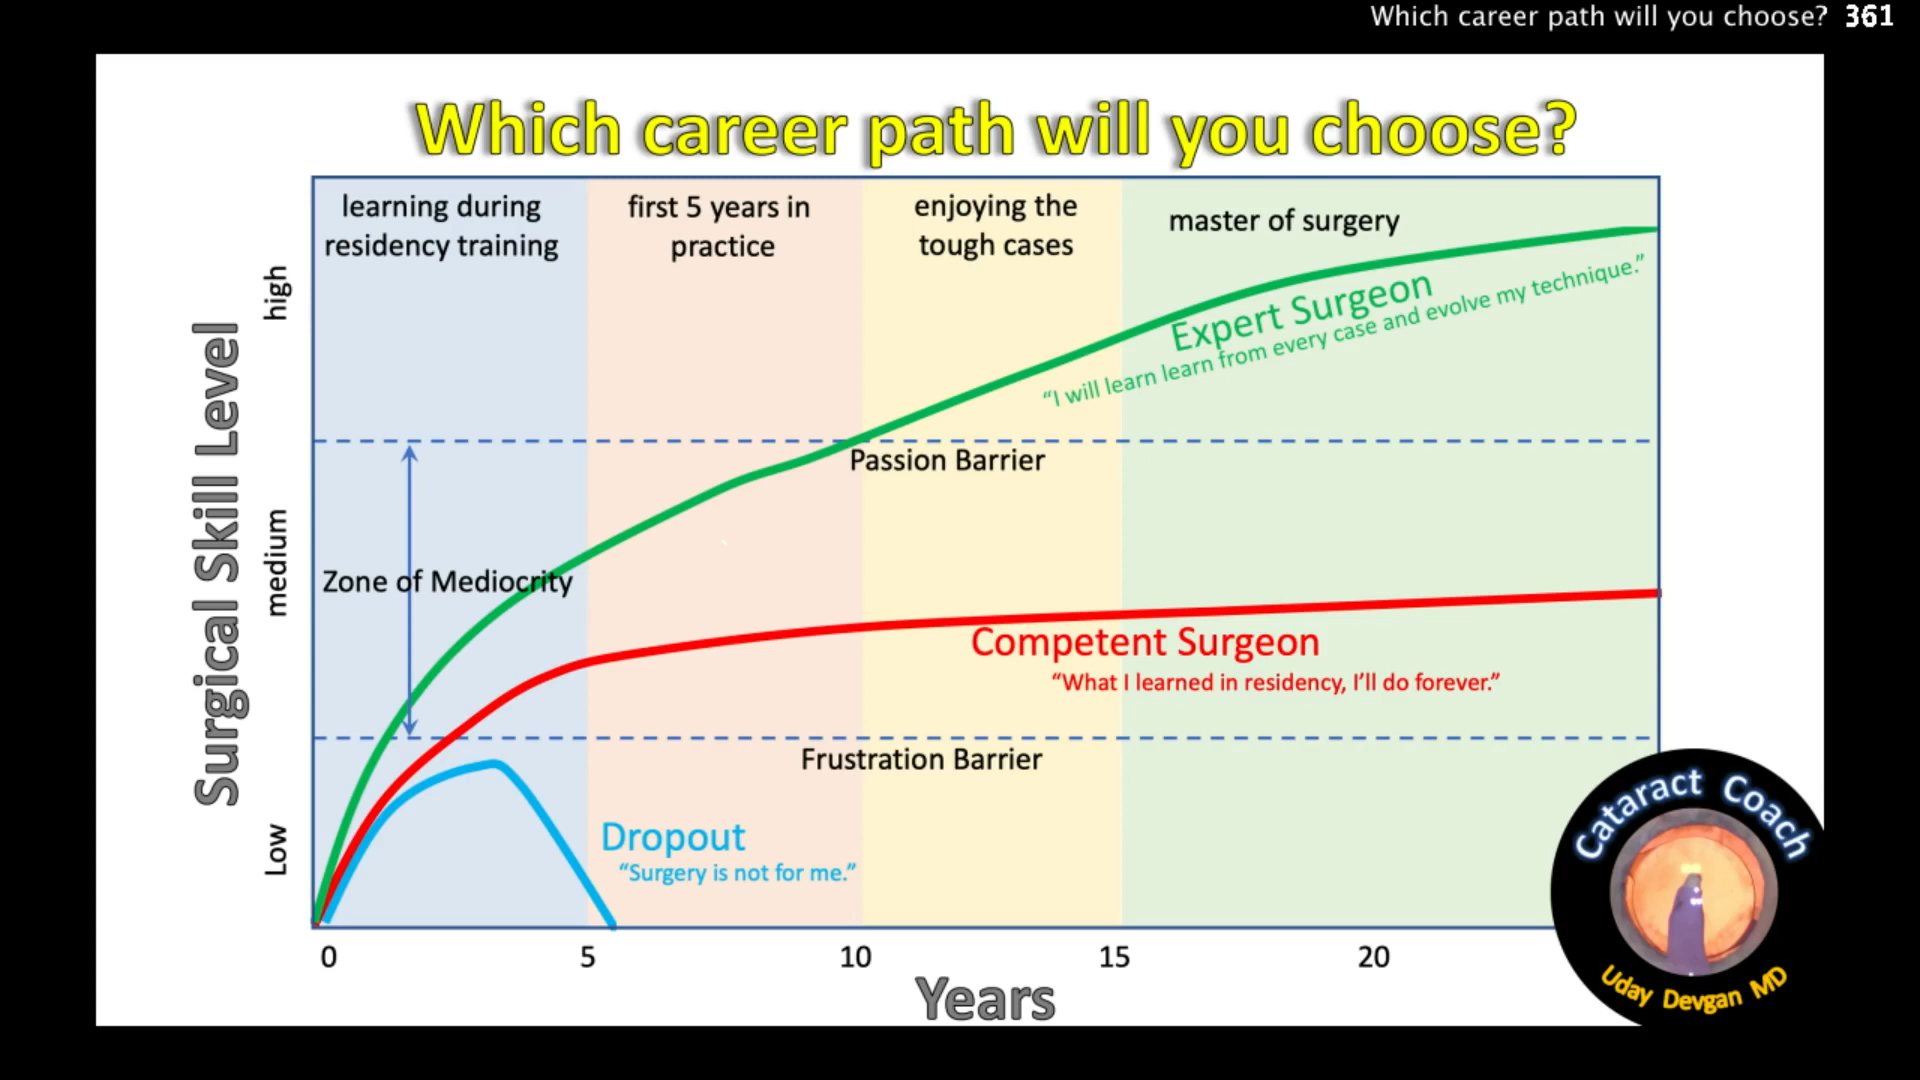 Which career path will you choose? 361
Which career path will you choose?
learning during
residency training
first 5 years in
practice
enjoying the
tough cases
master of surgery
high
medium
Low
Surgical Skill Level
Expert Surgeon
“I will learn learn from every case and evolve my technique.”
Passion Barrier
Zone of Mediocrity
Competent Surgeon
“What I learned in residency, I’ll do forever.”
Frustration Barrier
Dropout
“Surgery is not for me.”
0 5 10 15 20
Years
Cataract Coach
Uday Devgan MD